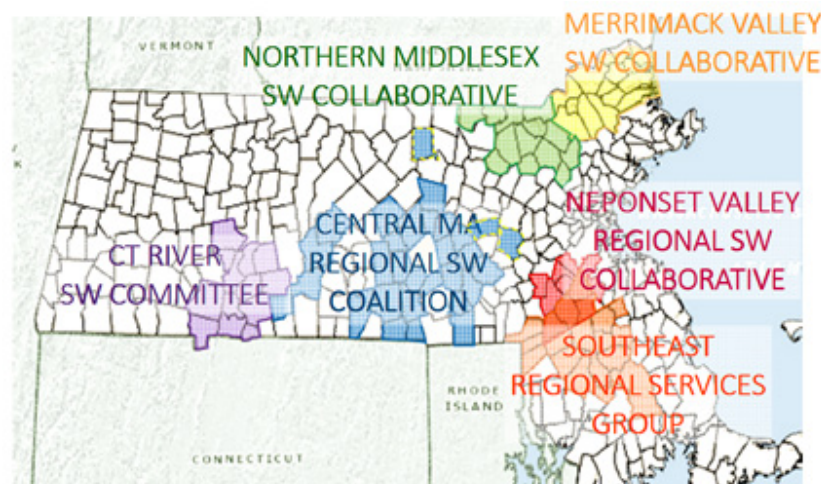 MERRIMACK VALLEY
SW COLLABORATIVE
VERMONT
NORTHERN MIDDLESEX
SW COLLABORATIVE
NEPONSET VALLEY
REGIONAL SW
COLLABORATIVE
CENTRAL MA
REGIONAL SW
COALITION
CT RIVER
SW COMMITTEE
SOUTHEAST
REGIONAL SERVICES
GROUP
RHODE
ISLAND
CONNECTICUT